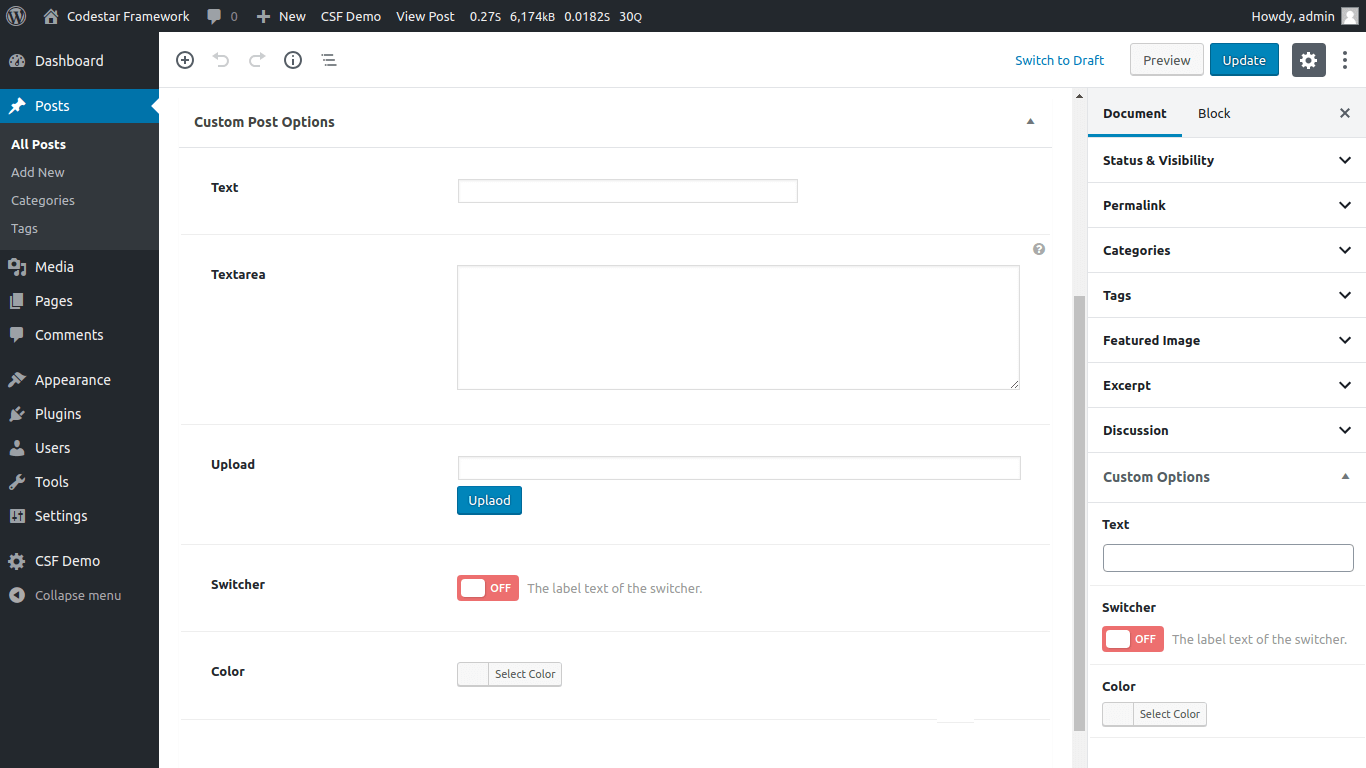 Codestar Framework 0 New CSF Demo View Post 0.27S 6,174KB 0.0182S 30Q Howdy, admin
Dashboard
Posts
All Posts
Add New
Categories
Tags
Media
Pages
Comments
Appearance
Plugins
Users
Tools
Settings
CSF Demo
Collapse menu
Switch to Draft Preview Update
Custom Post Options
Text
Textarea
Upload
Uplaod
Switcher
OFF The label text of the switcher.
Color
Select Color
Document Block
Status & Visibility
Permalink
Categories
Tags
Featured Image
Excerpt
Discussion
Custom Options
Text
Switcher
OFF The label text of the switcher.
Color
Select Color